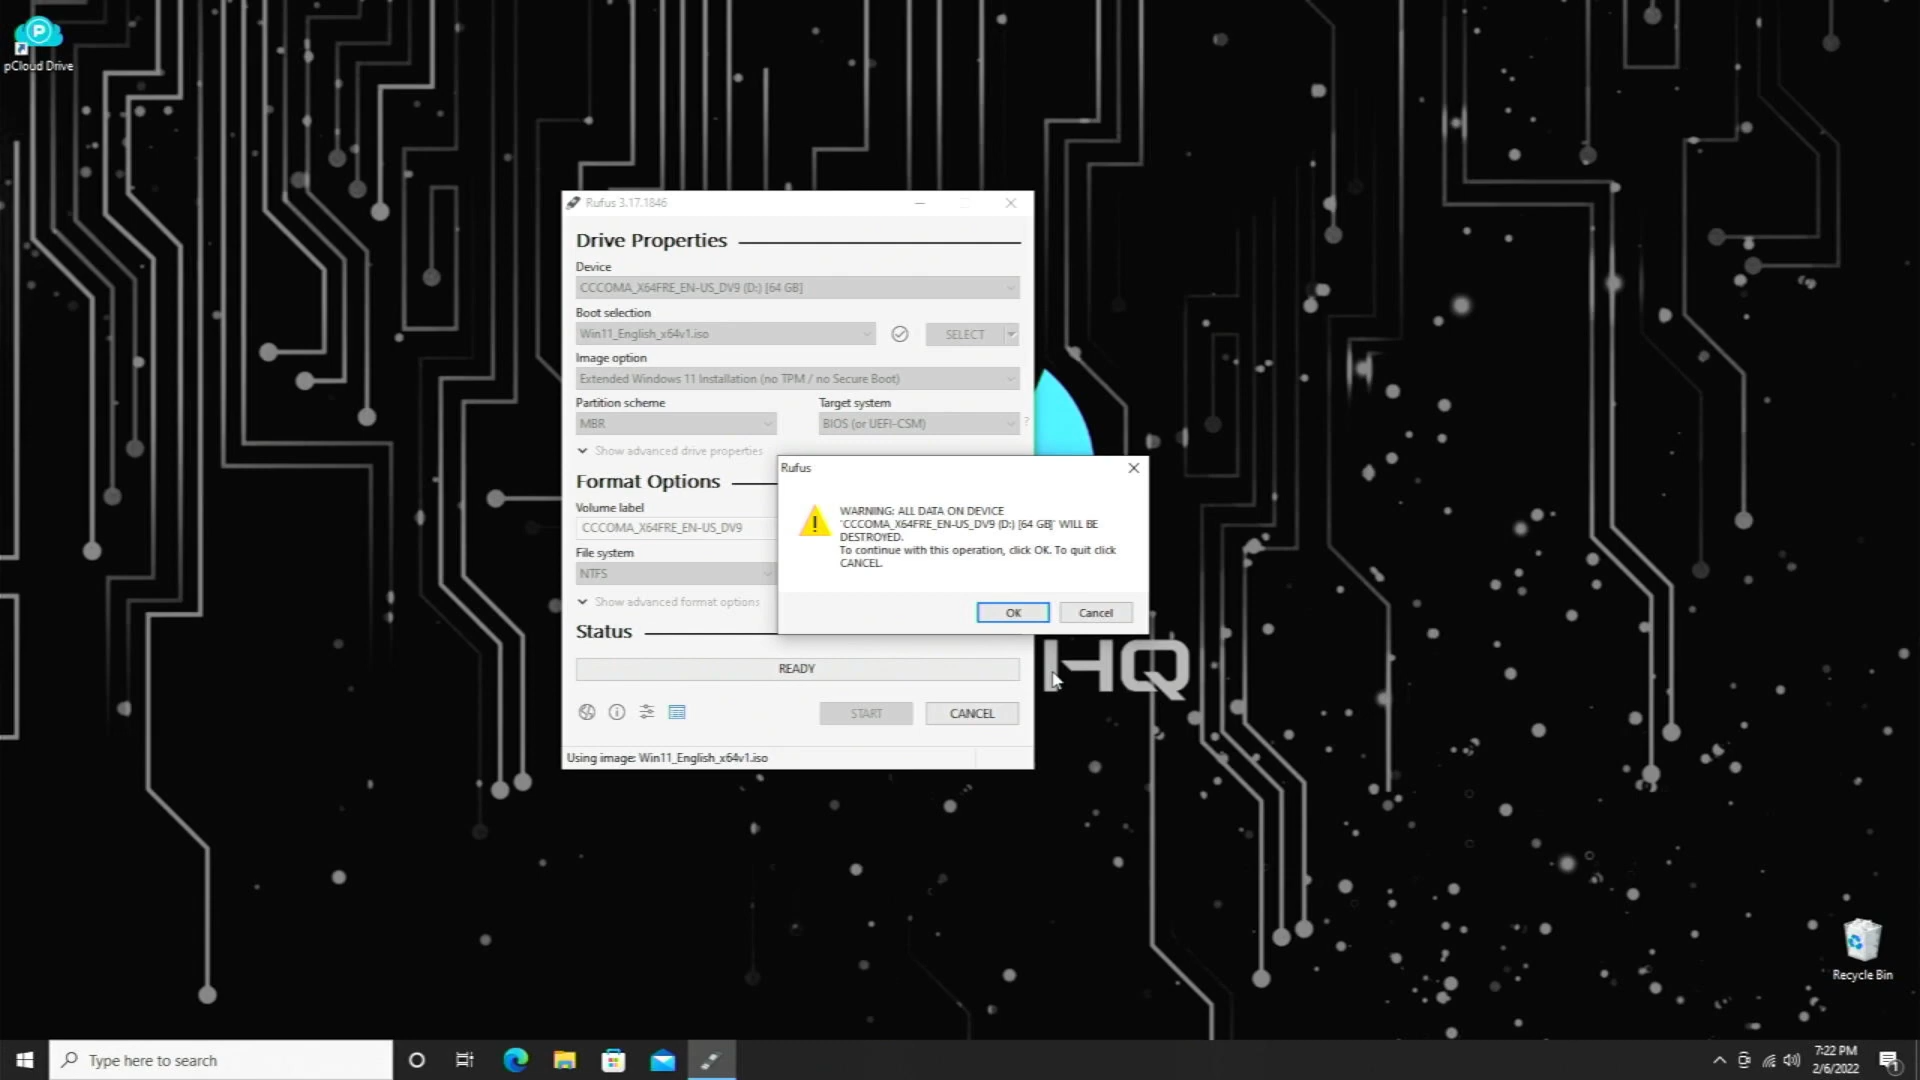 pCloud Drive
Rufus 3.17.1846
Drive Properties
Device
CCCOMA_X64FRE_EN-US_DV9 (D:) [64 GB]
Boot selection
Win11_English_x64v1.iso
SELECT
Image option
Extended Windows 11 Installation (no TPM / no Secure Boot)
Partition scheme
Target system
MBR
BIOS (or UEFI-CSM)
?
Show advanced drive properties
Format Options
Volume label
CCCOMA_X64FRE_EN-US_DV9
File system
NTFS
Show advanced format options
Status
READY
START
CANCEL
Using image: Win11_English_x64v1.iso
Rufus
WARNING: ALL DATA ON DEVICE
'CCCOMA_X64FRE_EN-US_DV9 (D:) [64 GB]' WILL BE
DESTROYED.
To continue with this operation, click OK. To quit click
CANCEL.
OK
Cancel
HQ
Recycle Bin
Type here to search
7:22 PM
2/6/2022
1